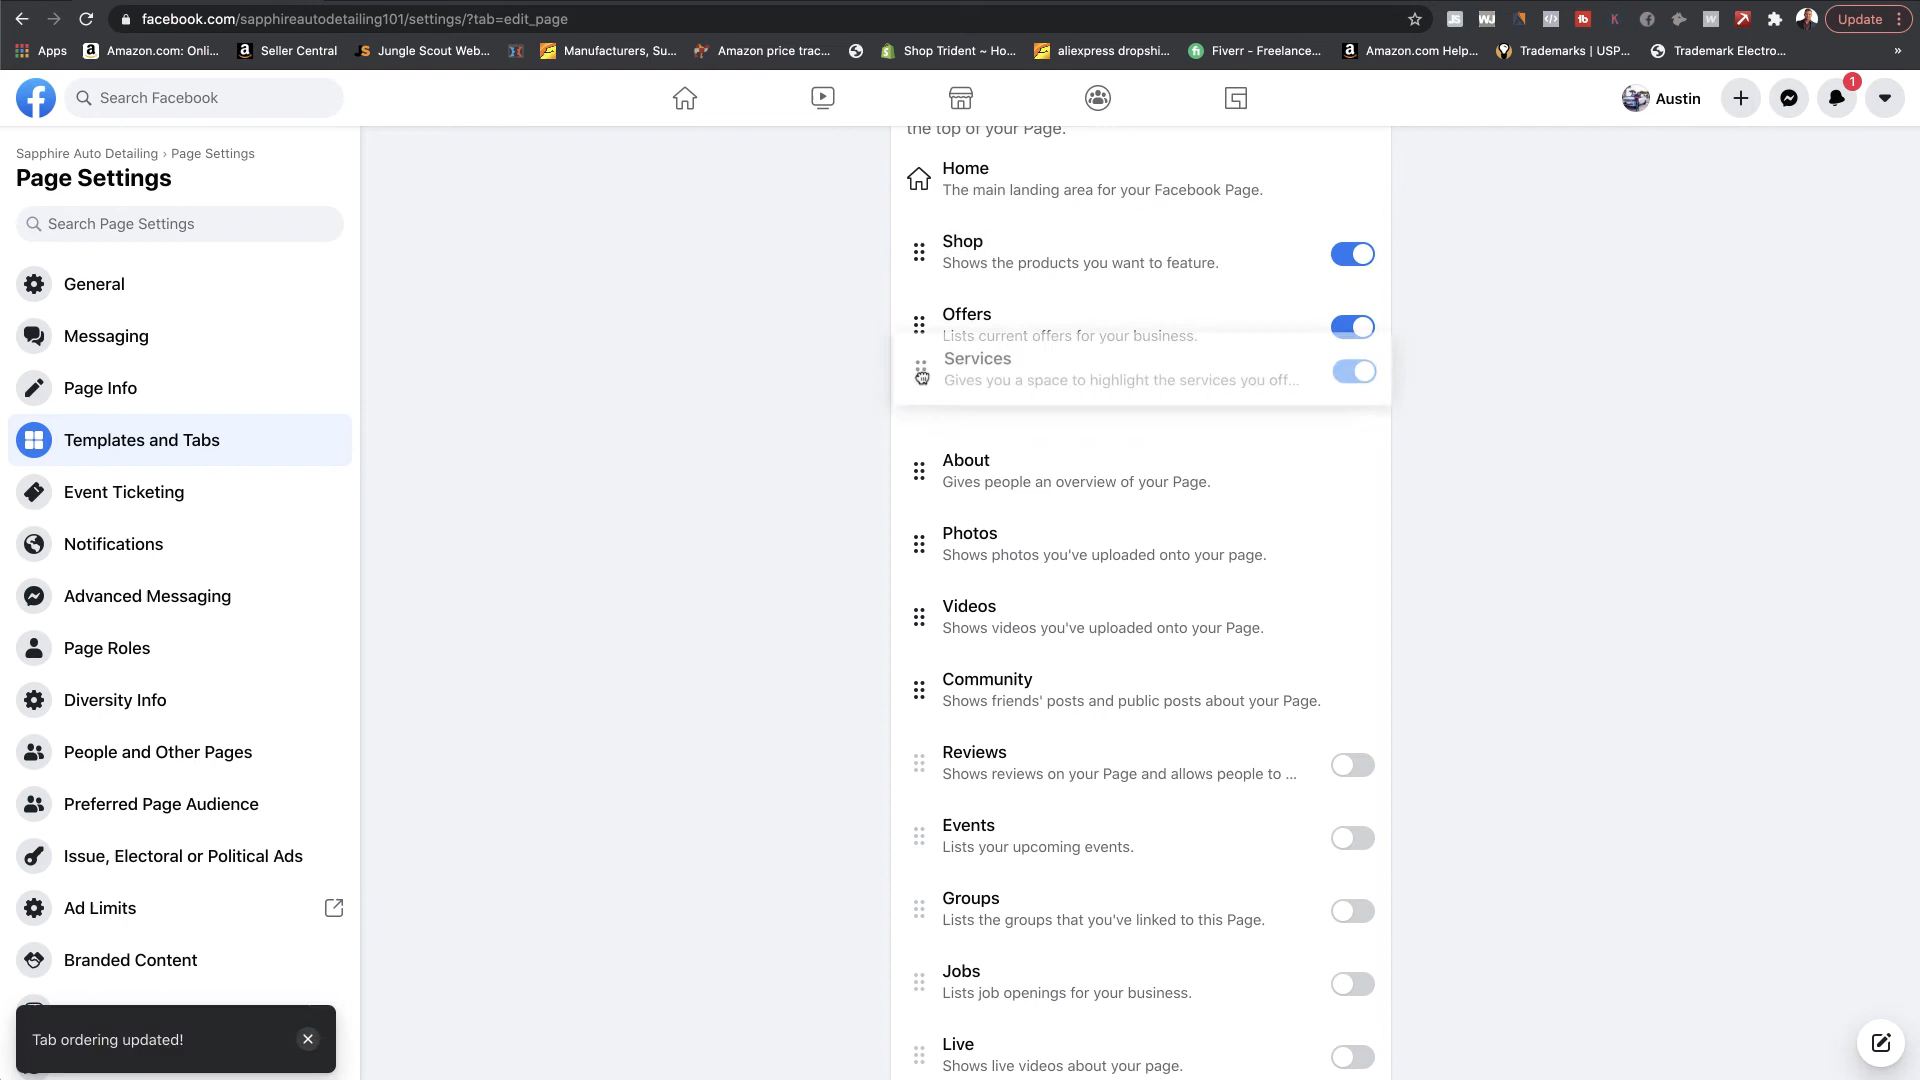 facebook.com/sapphireautodetailing101/settings/?tab=edit_page
Update
Apps
Amazon.com: Onli...
Seller Central
Jungle Scout Web...
Manufacturers, Su...
Amazon price trac...
Shop Trident – Ho...
aliexpress dropshi...
Fiverr - Freelance...
Amazon.com Help...
Trademarks | USP...
Trademark Electro...
»
Search Facebook
Austin
1
Sapphire Auto Detailing › Page Settings
Page Settings
Search Page Settings
General
Messaging
Page Info
Templates and Tabs
Event Ticketing
Notifications
Advanced Messaging
Page Roles
Diversity Info
People and Other Pages
Preferred Page Audience
Issue, Electoral or Political Ads
Ad Limits
Branded Content
Tab ordering updated!
the top of your Page.
Home
The main landing area for your Facebook Page.
Shop
Shows the products you want to feature.
Offers
Lists current offers for your business.
Services
Gives you a space to highlight the services you off...
About
Gives people an overview of your Page.
Photos
Shows photos you've uploaded onto your page.
Videos
Shows videos you've uploaded onto your Page.
Community
Shows friends' posts and public posts about your Page.
Reviews
Shows reviews on your Page and allows people to ...
Events
Lists your upcoming events.
Groups
Lists the groups that you've linked to this Page.
Jobs
Lists job openings for your business.
Live
Shows live videos about your page.